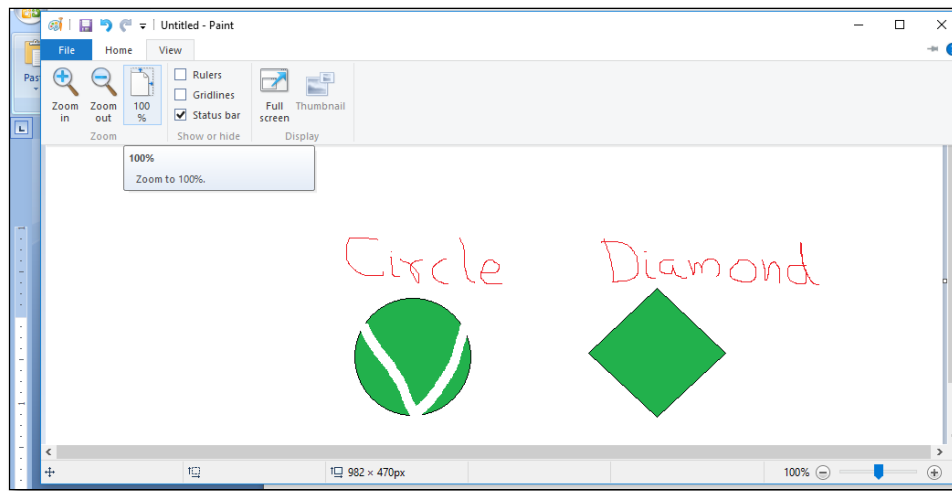 Untitled - Paint
File Home View
Pas
Zoom in
Zoom out
100 %
Rulers
Gridlines
Status bar
Full screen
Thumbnail
Zoom
Show or hide
Display
100%
Zoom to 100%.
Circle Diamond
982 × 470px
100%